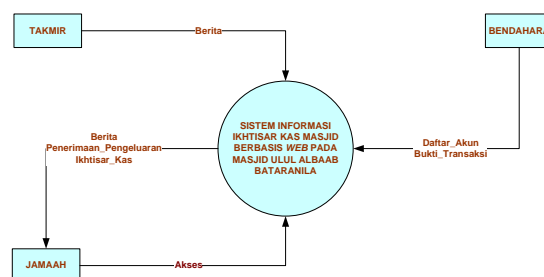 TAKMIR
Berita
BENDAHARA
SISTEM INFORMASI
IKHTISAR KAS MASJID
BERBASIS WEB PADA
MASJID ULUL ALBAAB
BATARANILA
Berita
Penerimaan_Pengeluaran
Ikhtisar_Kas
Daftar_Akun
Bukti_Transaksi
JAMAAH
Akses